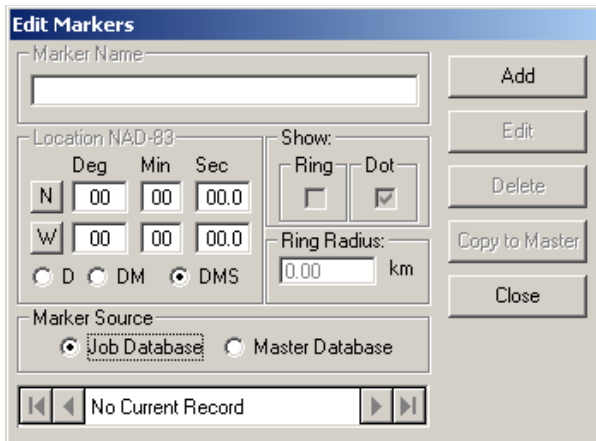 Edit Markers
Marker Name
Add
Location NAD-83
Show:
Edit
Deg Min Sec
Ring Dot
N 00 00 00.0
Delete
W 00 00 00.0
Ring Radius:
Copy to Master
D DM DMS
0.00 km
Close
Marker Source
Job Database Master Database
No Current Record